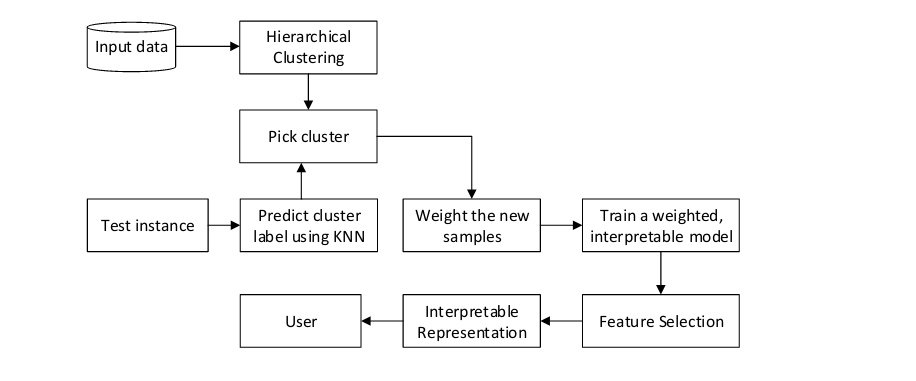 Input data
Hierarchical
Clustering
Pick cluster
Test instance
Predict cluster
label using KNN
Weight the new
samples
Train a weighted,
interpretable model
User
Interpretable
Representation
Feature Selection